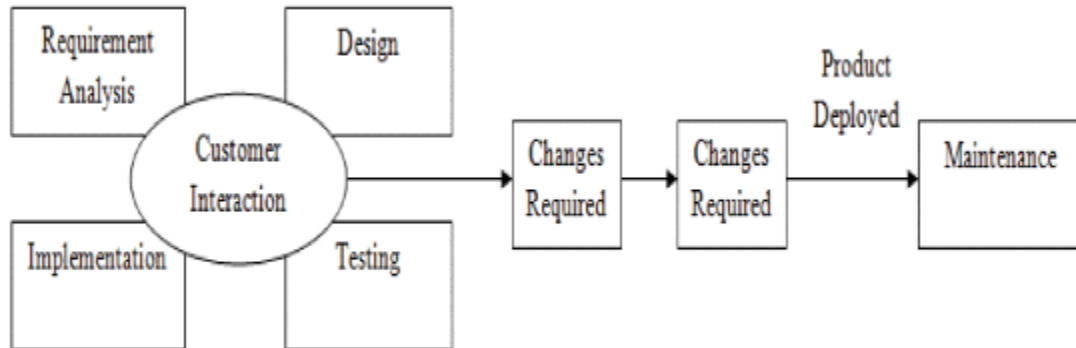 Requirement
Analysis
Design
Customer
Interaction
Implementation
Testing
Changes
Required
Changes
Required
Product
Deployed
Maintenance